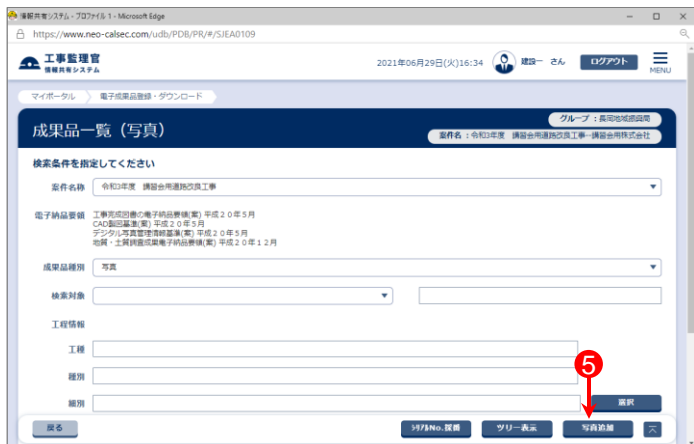 情報共有システム - プロファイル 1 - Microsoft Edge
https://www.neo-calsec.com/udb/PDB/PR/#/SJEA0109
工事監理官
情報共有システム
2021年06月29日(火)16:34
建設一 さん
ログアウト
MENU
マイポータル
電子成果品登録・ダウンロード
成果品一覧（写真）
グループ：長岡地域振興局
案件名：令和3年度 講習会用道路改良工事--講習会用株式会社
検索条件を指定してください
案件名称
令和3年度 講習会用道路改良工事
電子納品要領
工事完成図書の電子納品要領(案) 平成２０年５月
CAD製図基準(案) 平成２０年５月
デジタル写真管理情報基準(案) 平成２０年５月
地質・土質調査成果電子納品要領(案) 平成２０年１２月
成果品種別
写真
検索対象
工程情報
工種
種別
細別
選択
5
戻る
ｼﾘｱﾙNo.採番
ツリー表示
写真追加